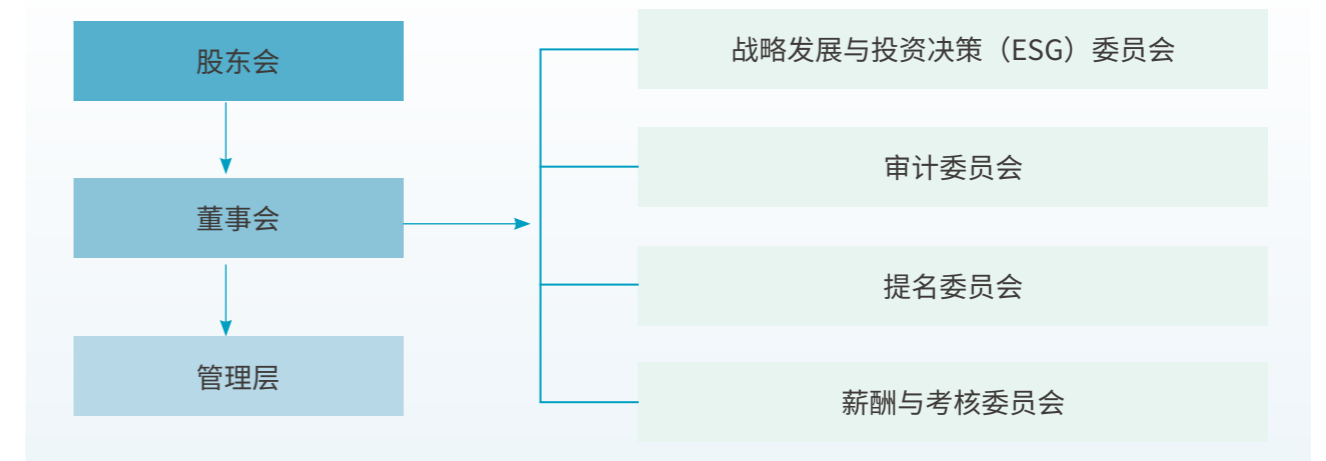 股东会
董事会
管理层
战略发展与投资决策（ESG）委员会
审计委员会
提名委员会
薪酬与考核委员会